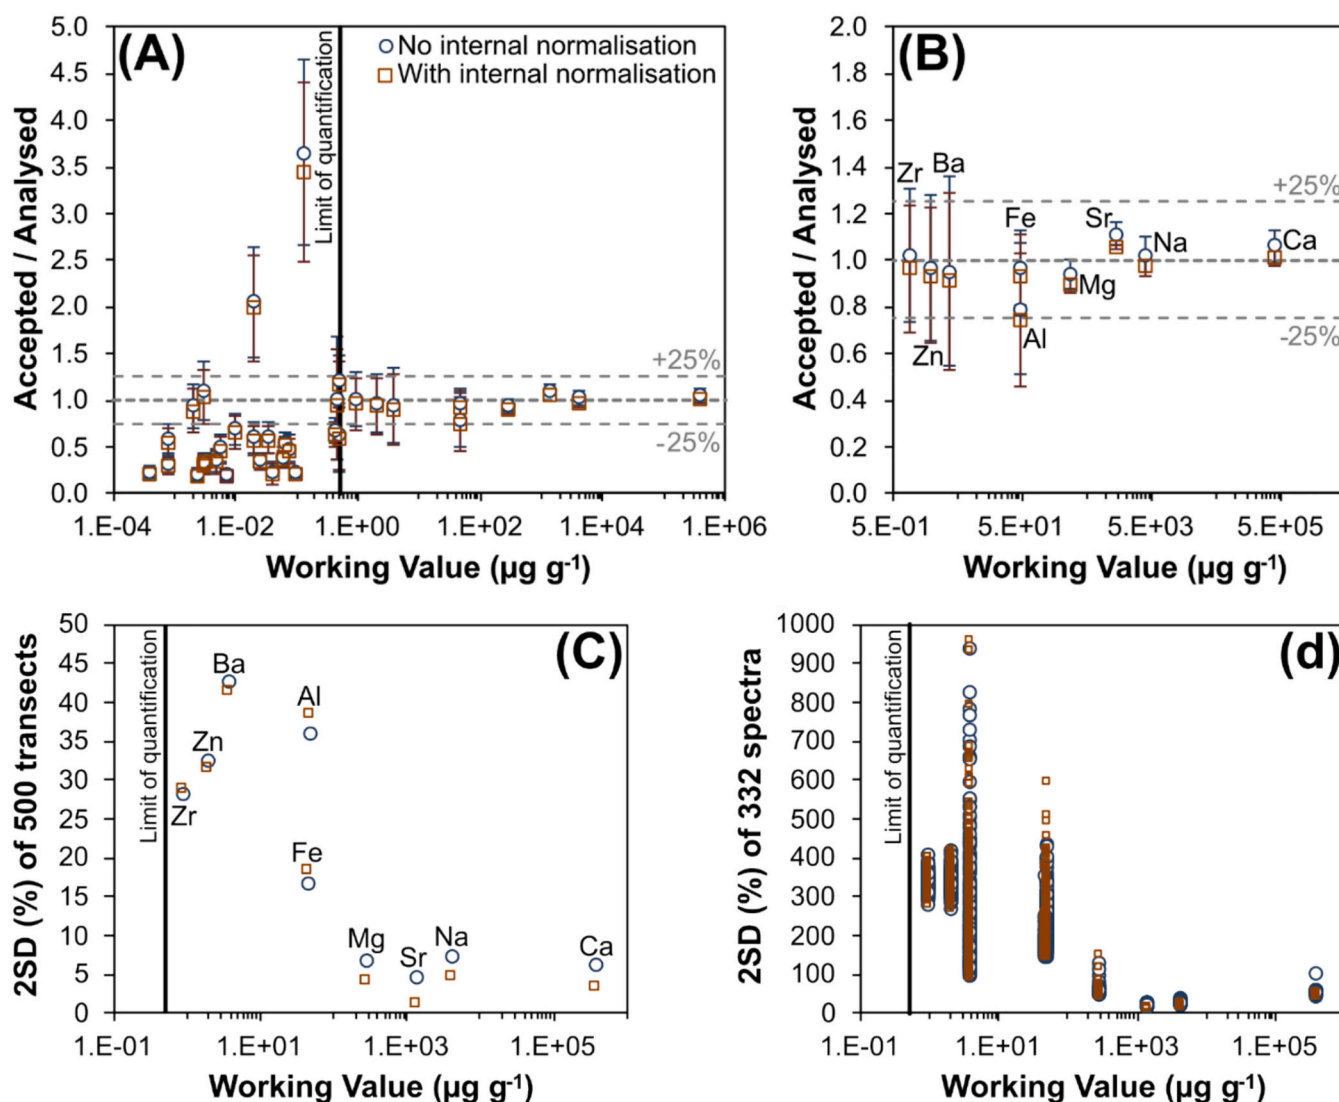 (A)
No internal normalisation
With internal normalisation
Limit of quantification
Accepted / Analysed
5.0
4.5
4.0
3.5
3.0
2.5
2.0
1.5
1.0
0.5
0.0
+25%
-25%
1.E-04
1.E-02
1.E+00
1.E+02
1.E+04
1.E+06
Working Value (µg g-1)
(B)
Accepted / Analysed
2.0
1.8
1.6
1.4
1.2
1.0
0.8
0.6
0.4
0.2
0.0
Zr
Ba
Zn
Fe
Al
Mg
Sr
Na
Ca
+25%
-25%
5.E-01
5.E+01
5.E+03
5.E+05
Working Value (µg g-1)
(C)
2SD (%) of 500 transects
50
45
40
35
30
25
20
15
10
5
0
Limit of quantification
Ba
Al
Zn
Zr
Fe
Mg
Sr
Na
Ca
1.E-01
1.E+01
1.E+03
1.E+05
Working Value (µg g-1)
(d)
2SD (%) of 332 spectra
1000
900
800
700
600
500
400
300
200
100
0
Limit of quantification
1.E-01
1.E+01
1.E+03
1.E+05
Working Value (µg g-1)